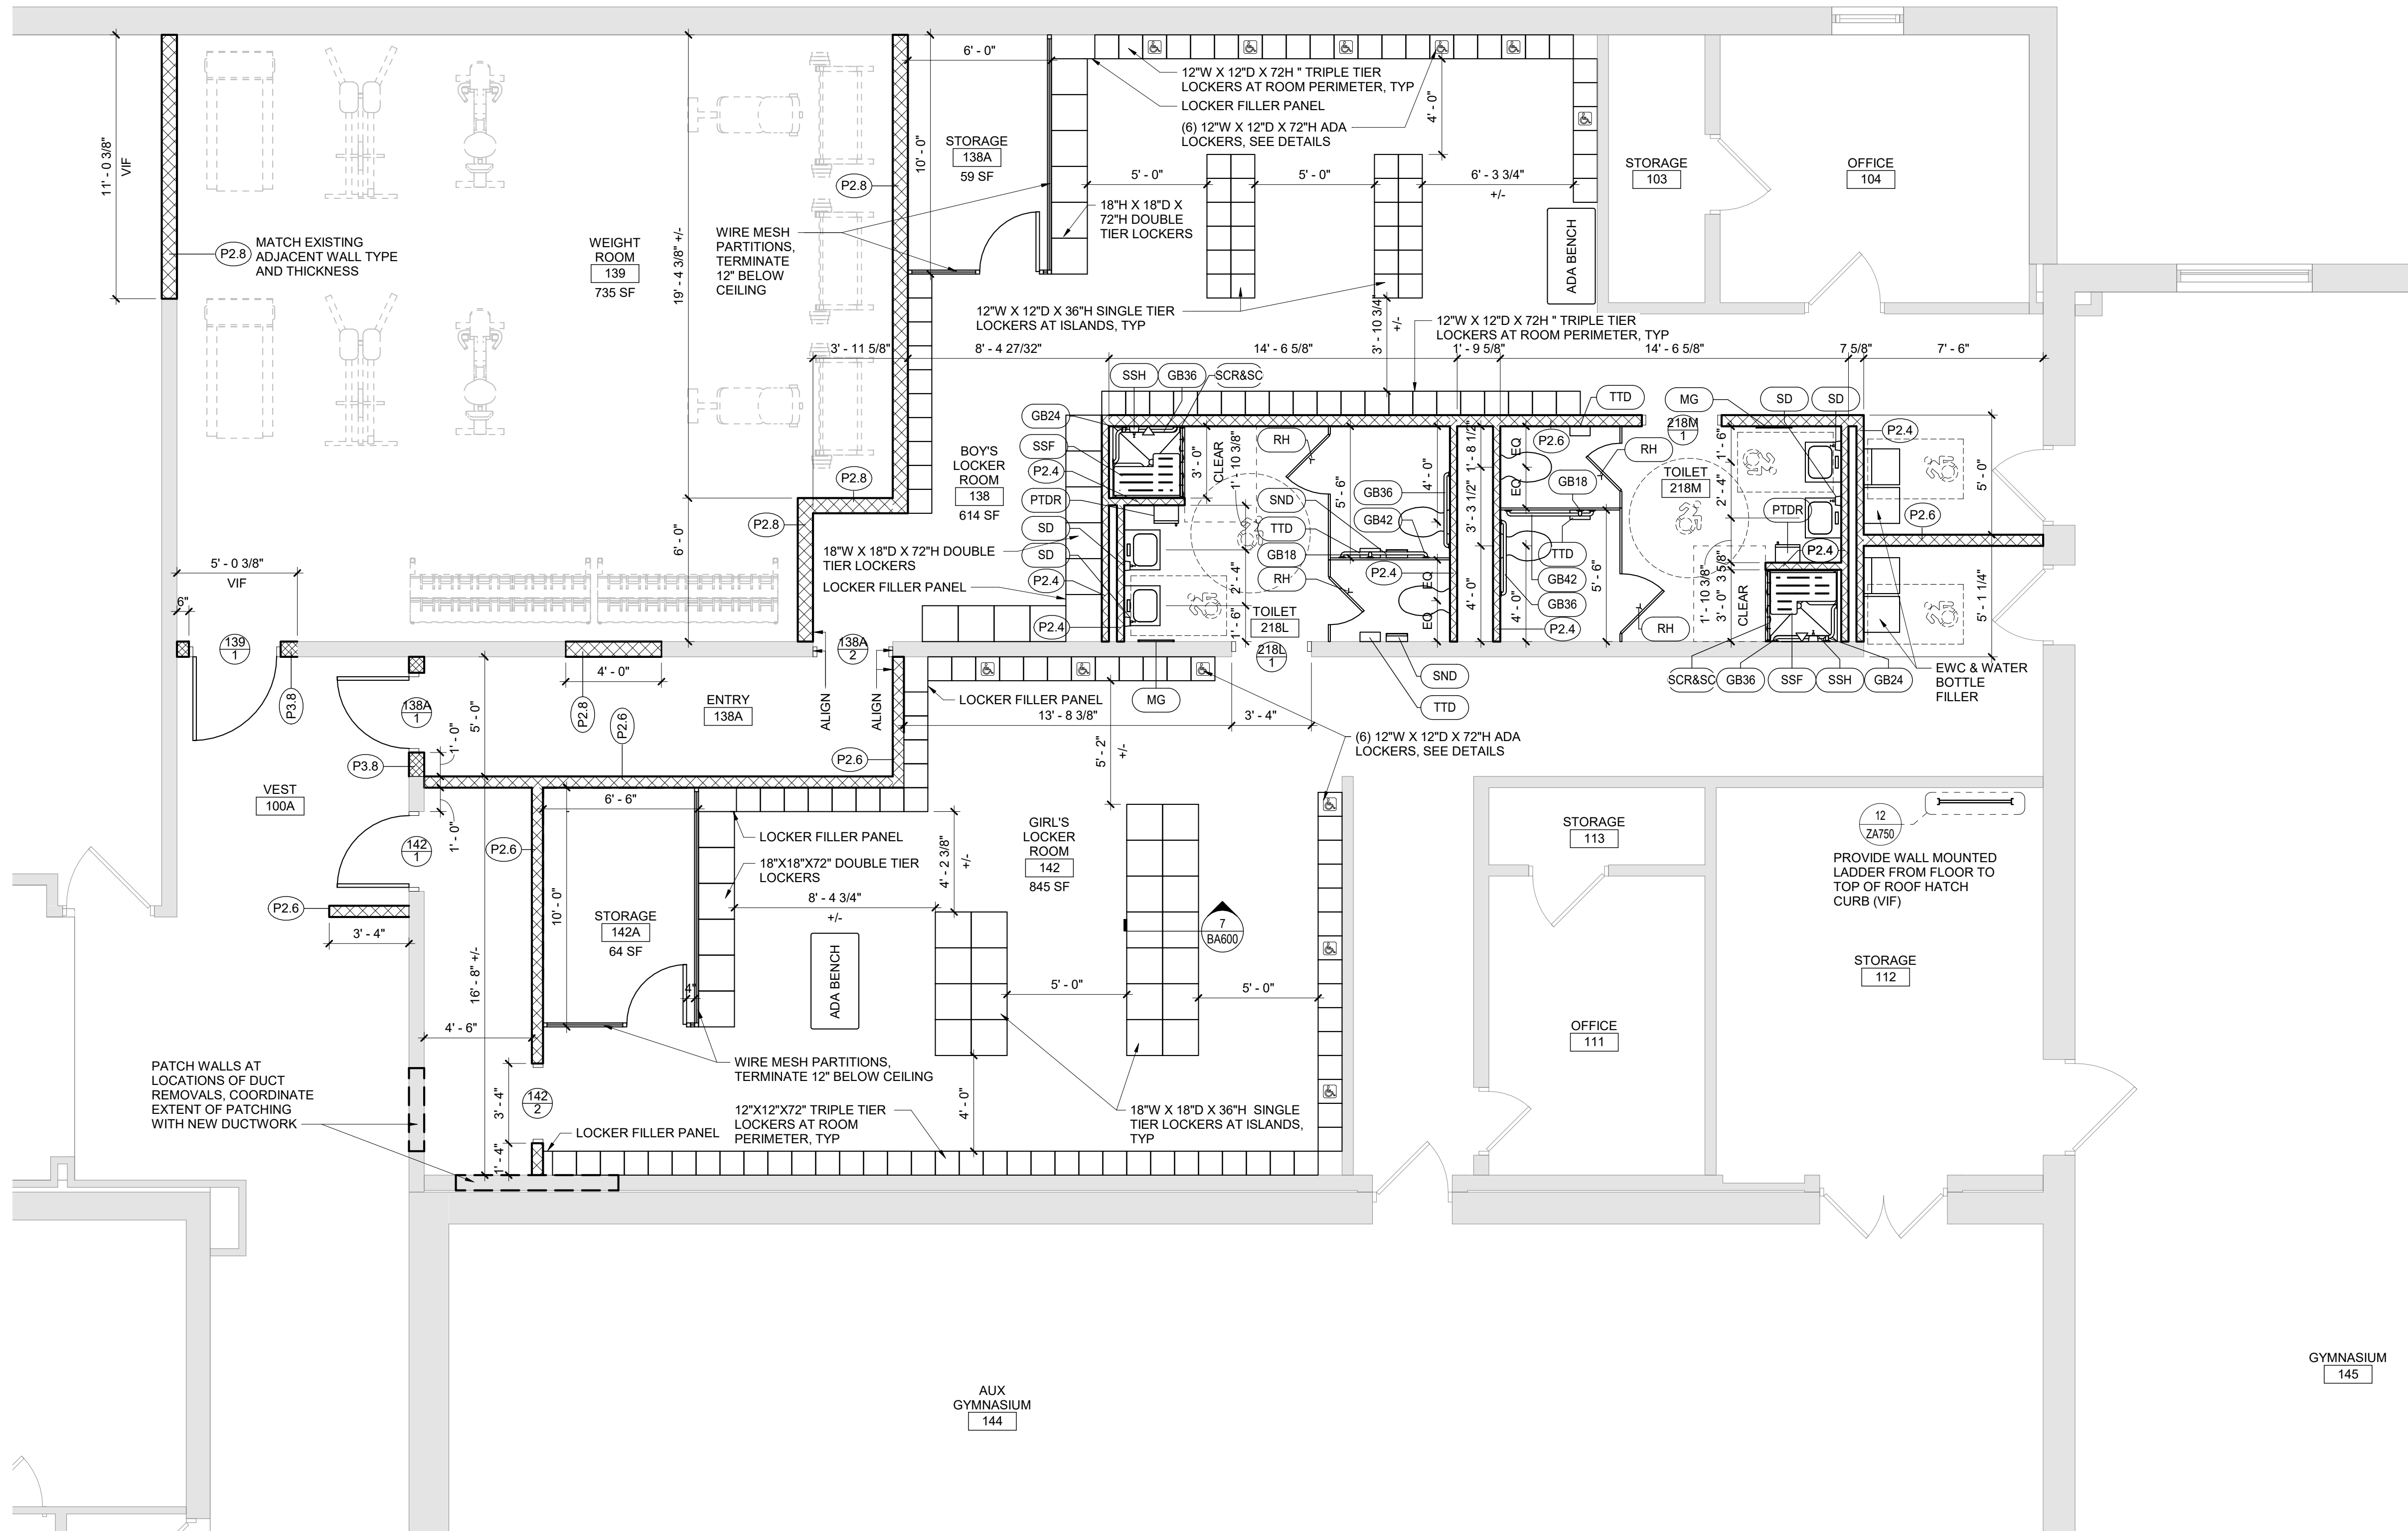 11' - 0 3/8"
VIF
P2.8
MATCH EXISTING
ADJACENT WALL TYPE
AND THICKNESS
WEIGHT
ROOM
139
735 SF
19' - 4 3/8" +/-
6' - 0"
P2.8
P2.8
P2.8
WIRE MESH
PARTITIONS,
TERMINATE
12" BELOW
CEILING
6' - 0"
10' - 0"
STORAGE
138A
59 SF
12"W X 12"D X 72H " TRIPLE TIER
LOCKERS AT ROOM PERIMETER, TYP
LOCKER FILLER PANEL
(6) 12"W X 12"D X 72"H ADA
LOCKERS, SEE DETAILS
4' - 0"
5' - 0"
5' - 0"
6' - 3 3/4"
+/-
18"H X 18"D X
72"H DOUBLE
TIER LOCKERS
ADA BENCH
12"W X 12"D X 36"H SINGLE TIER
LOCKERS AT ISLANDS, TYP
3' - 10 3/4"
+/-
12"W X 12"D X 72H " TRIPLE TIER
LOCKERS AT ROOM PERIMETER, TYP
STORAGE
103
OFFICE
104
3' - 11 5/8"
8' - 4 27/32"
14' - 6 5/8"
1' - 9 5/8"
14' - 6 5/8"
7 5/8"
7' - 6"
SSH
GB36
SCR&SC
GB24
SSF
P2.4
PTDR
SD
SD
P2.4
P2.4
BOY'S
LOCKER
ROOM
138
614 SF
18"W X 18"D X 72"H DOUBLE
TIER LOCKERS
LOCKER FILLER PANEL
3' - 0"
CLEAR
1' - 10 3/8"
2' - 4"
1' - 6"
RH
SND
TTD
GB18
RH
TOILET
218L
218L
1
5' - 6"
4' - 0"
GB36
GB42
P2.4
EQ
EQ
1' - 8 1/2"
3' - 3 1/2"
4' - 0"
EQ
EQ
P2.6
TTD
RH
GB18
TTD
GB42
GB36
P2.4
4' - 0"
5' - 6"
RH
SND
TTD
MG
218M
1
MG
SD
SD
TOILET
218M
1' - 6"
2' - 4"
1' - 10 3/8"
3 5/8"
3' - 0"
CLEAR
PTDR
P2.4
P2.4
P2.6
5' - 0"
5' - 1 1/4"
SCR&SC
GB36
SSF
SSH
GB24
EWC & WATER
BOTTLE
FILLER
5' - 0 3/8"
VIF
6"
139
1
P3.8
138A
1
1' - 0"
5' - 0"
P3.8
4' - 0"
P2.8
P2.6
ENTRY
138A
138A
2
ALIGN
ALIGN
P2.6
LOCKER FILLER PANEL
13' - 8 3/8"
3' - 4"
5' - 2"
+/-
(6) 12"W X 12"D X 72"H ADA
LOCKERS, SEE DETAILS
VEST
100A
1' - 0"
142
1
P2.6
P2.6
3' - 4"
6' - 6"
10' - 0"
STORAGE
142A
64 SF
4"
LOCKER FILLER PANEL
18"X18"X72" DOUBLE TIER
LOCKERS
8' - 4 3/4"
+/-
4' - 2 3/8"
+/-
ADA BENCH
GIRL'S
LOCKER
ROOM
142
845 SF
7
BA600
5' - 0"
5' - 0"
16' - 8" +/-
4' - 6"
WIRE MESH PARTITIONS,
TERMINATE 12" BELOW CEILING
3' - 4"
142
2
1' - 4"
4' - 0"
12"X12"X72" TRIPLE TIER
LOCKERS AT ROOM
PERIMETER, TYP
LOCKER FILLER PANEL
18"W X 18"D X 36"H SINGLE
TIER LOCKERS AT ISLANDS,
TYP
PATCH WALLS AT
LOCATIONS OF DUCT
REMOVALS, COORDINATE
EXTENT OF PATCHING
WITH NEW DUCTWORK
STORAGE
113
12
ZA750
PROVIDE WALL MOUNTED
LADDER FROM FLOOR TO
TOP OF ROOF HATCH
CURB (VIF)
STORAGE
112
OFFICE
111
AUX
GYMNASIUM
144
GYMNASIUM
145